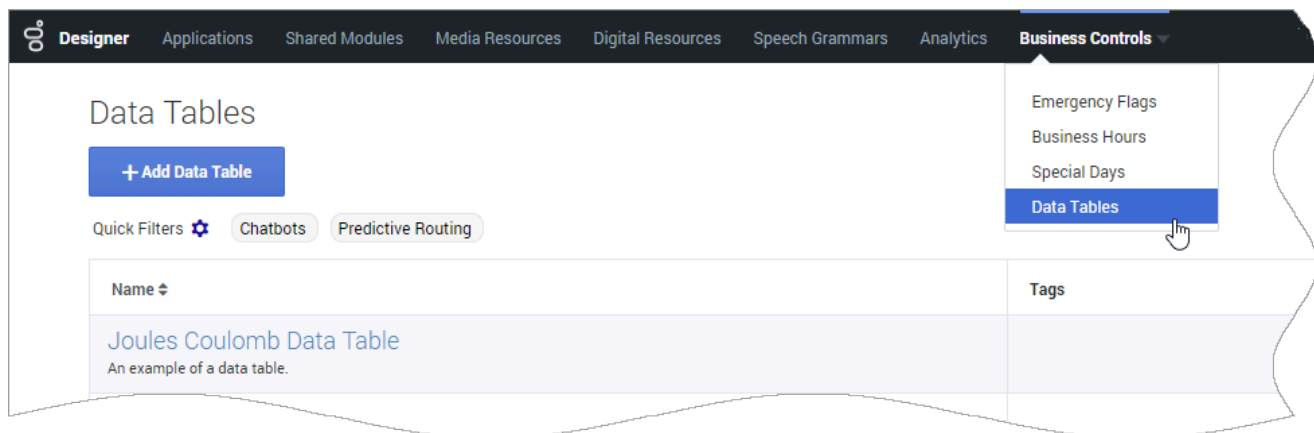 Designer Applications Shared Modules Media Resources Digital Resources Speech Grammars Analytics Business Controls
Emergency Flags
Business Hours
Special Days
Data Tables
Data Tables
+ Add Data Table
Quick Filters Chatbots Predictive Routing
Name Tags
Joules Coulomb Data Table
An example of a data table.